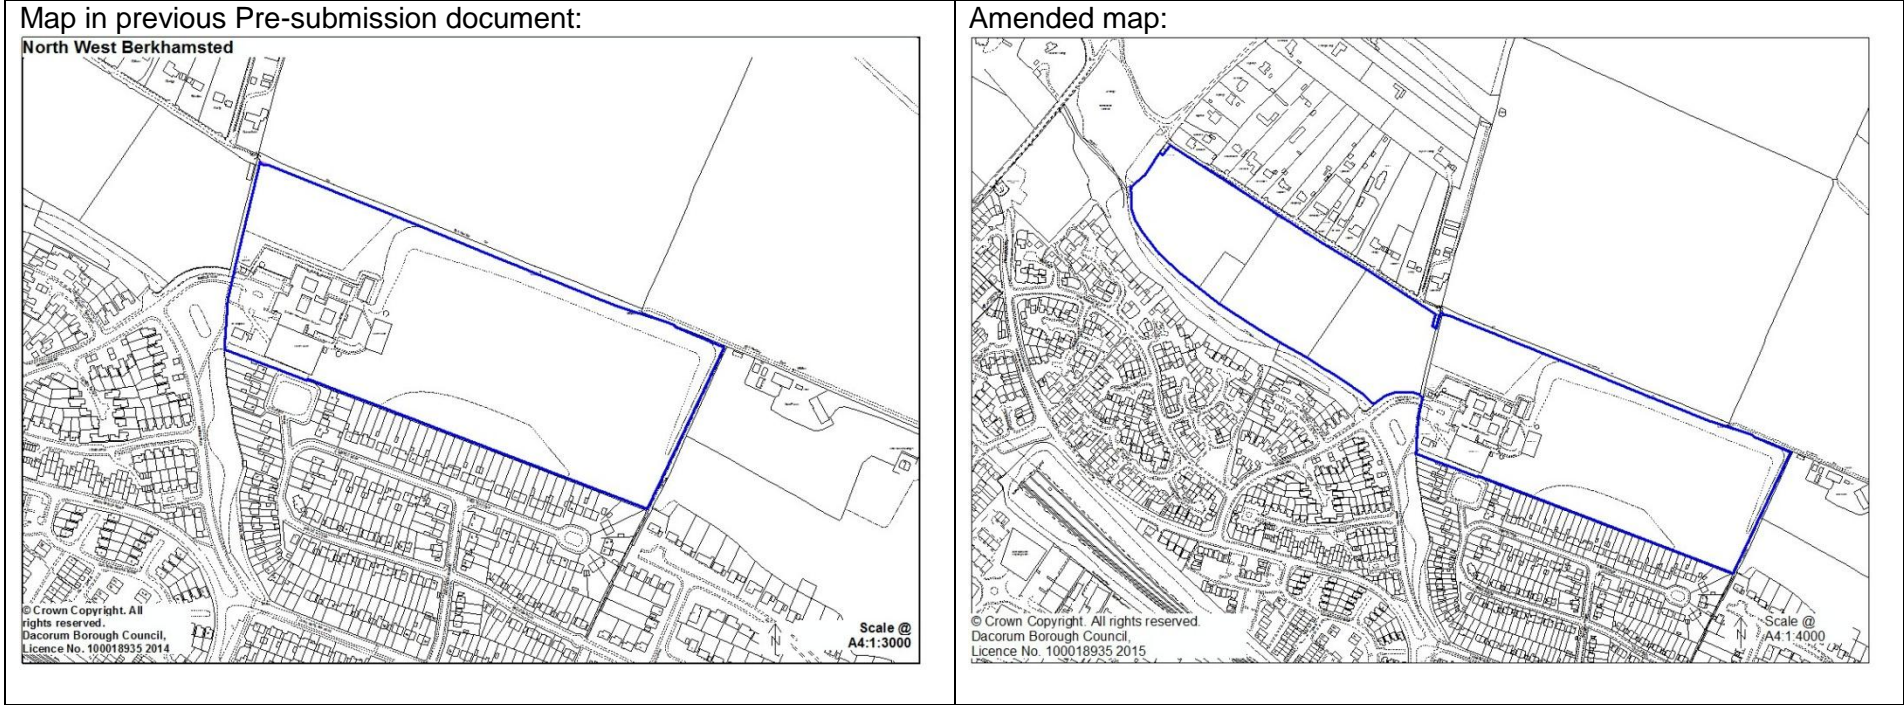 Map in previous Pre-submission document:
North West Berkhamsted
© Crown Copyright. All
rights reserved.
Dacorum Borough Council,
Licence No. 100018935 2014
Scale @
A4:1:3000
Amended map:
© Crown Copyright. All rights reserved.
Dacorum Borough Council,
Licence No. 100018935 2015
N
Scale @
A4:1:4000